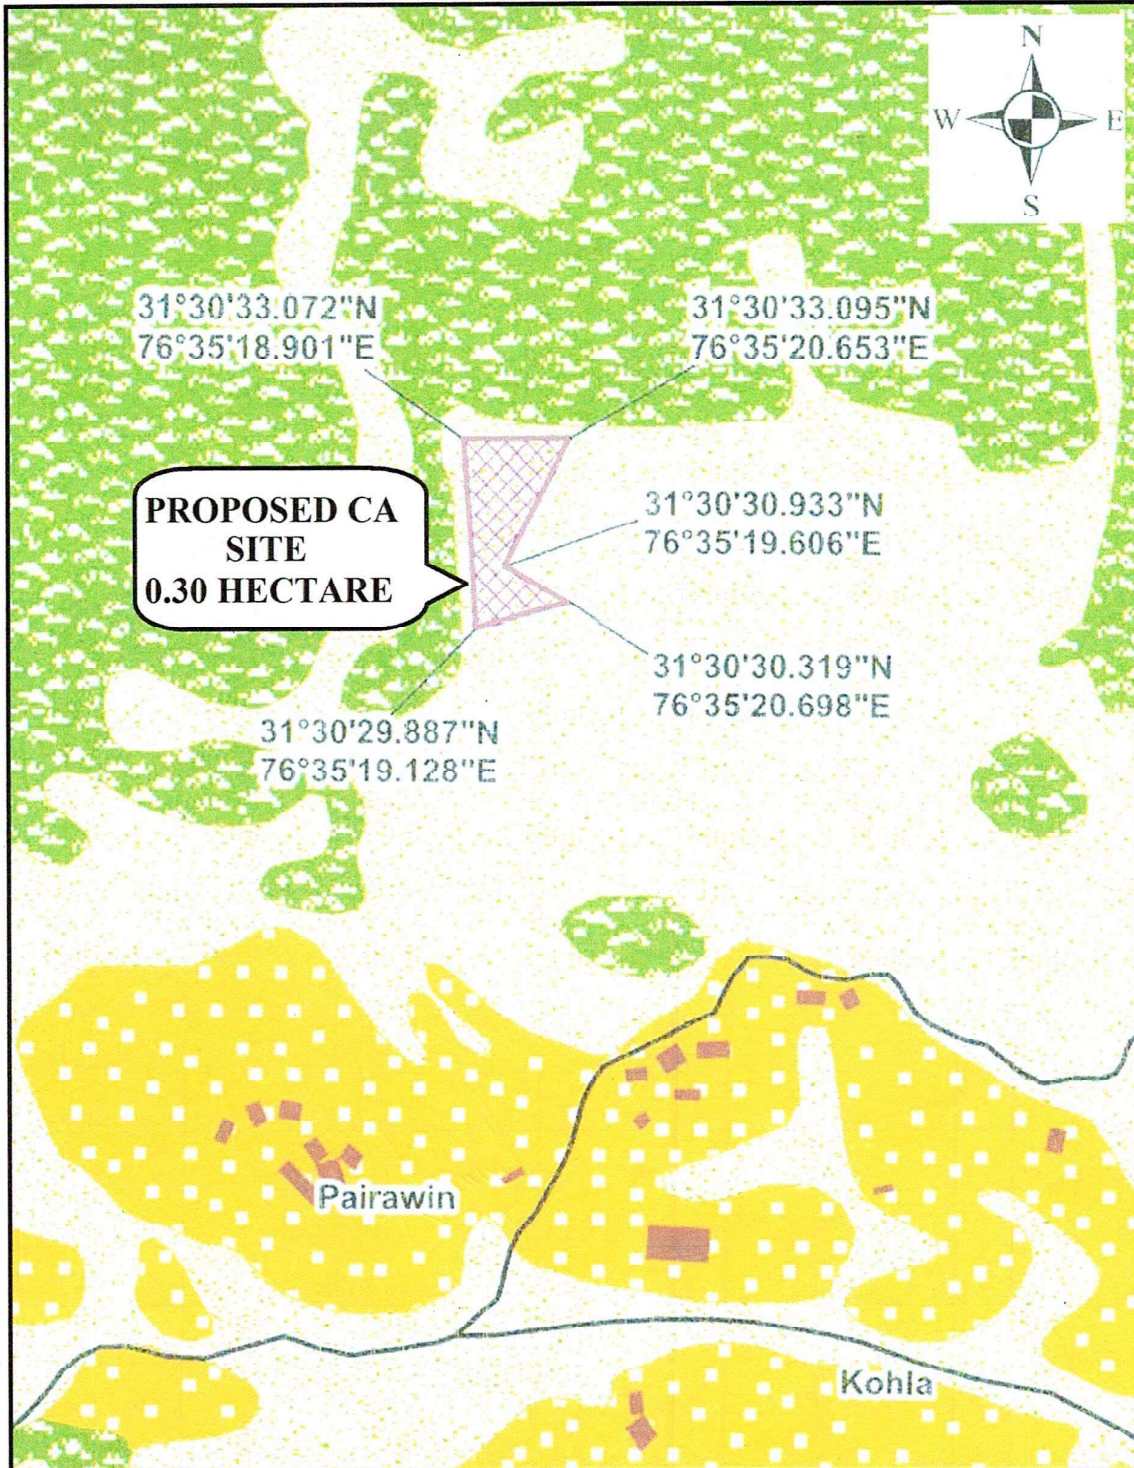 N
W E
S
31°30'33.072"N
76°35'18.901"E
31°30'33.095"N
76°35'20.653"E
PROPOSED CA
SITE
0.30 HECTARE
31°30'30.933"N
76°35'19.606"E
31°30'30.319"N
76°35'20.698"E
31°30'29.887"N
76°35'19.128"E
Pairawin
Kohla